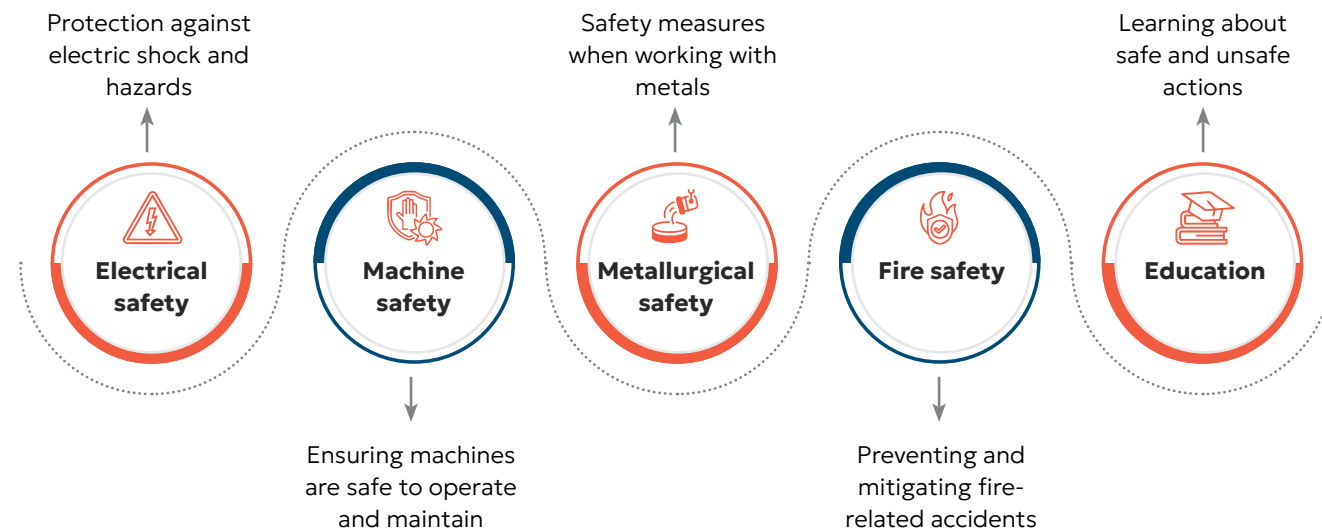 Protection against
electric shock and
hazards
Safety measures
when working with
metals
Learning about
safe and unsafe
actions
Electrical
safety
Machine
safety
Metallurgical
safety
Fire safety
Education
Ensuring machines
are safe to operate
and maintain
Preventing and
mitigating fire-
related accidents